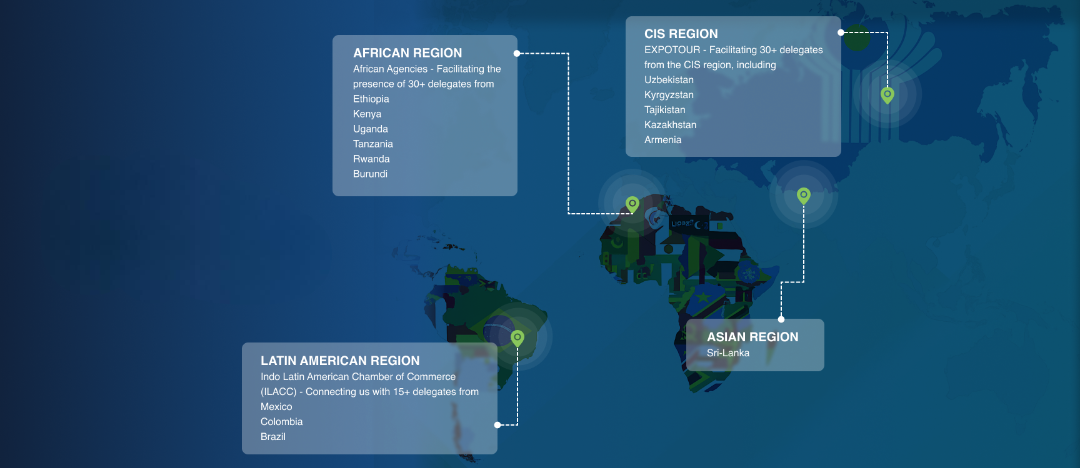 AFRICAN REGION
African Agencies - Facilitating the
presence of 30+ delegates from
Ethiopia
Kenya
Uganda
Tanzania
Rwanda
Burundi
CIS REGION
EXPOTOUR - Facilitating 30+ delegates
from the CIS region, including
Uzbekistan
Kyrgyzstan
Tajikistan
Kazakhstan
Armenia
LATIN AMERICAN REGION
Indo Latin American Chamber of Commerce
(ILACC) - Connecting us with 15+ delegates from
Mexico
Colombia
Brazil
ASIAN REGION
Sri-Lanka